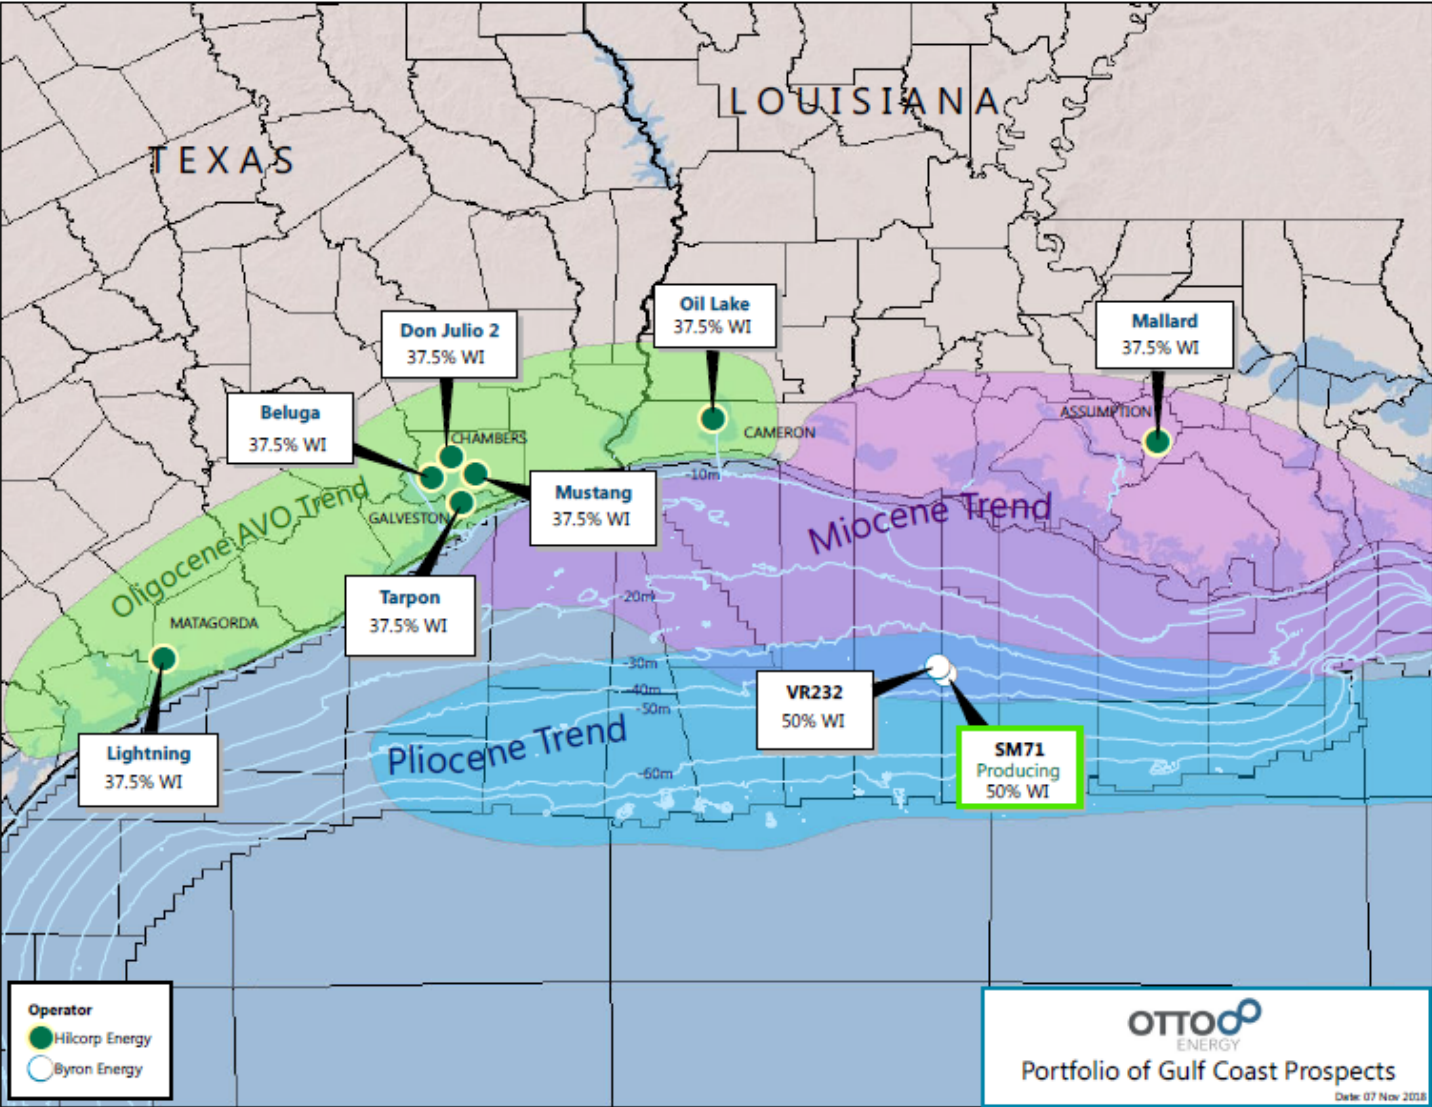 LOUISIANA
TEXAS
Oil Lake
37.5% WI
Don Julio 2
37.5% WI
Mallard
37.5% WI
Beluga
37.5% WI
ASSUMPTION
CHAMBERS
CAMERON
-10m
Mustang
37.5% WI
GALVESTON
Oligocene AVO Trend
Miocene Trend
Tarpon
37.5% WI
-20m
MATAGORDA
-30m
-40m
-50m
VR232
50% WI
Pliocene Trend
Lightning
37.5% WI
SM71
Producing
50% WI
-60m
Operator
Hilcorp Energy
Byron Energy
OTTO
ENERGY
Portfolio of Gulf Coast Prospects
Date: 07 Nov 2018